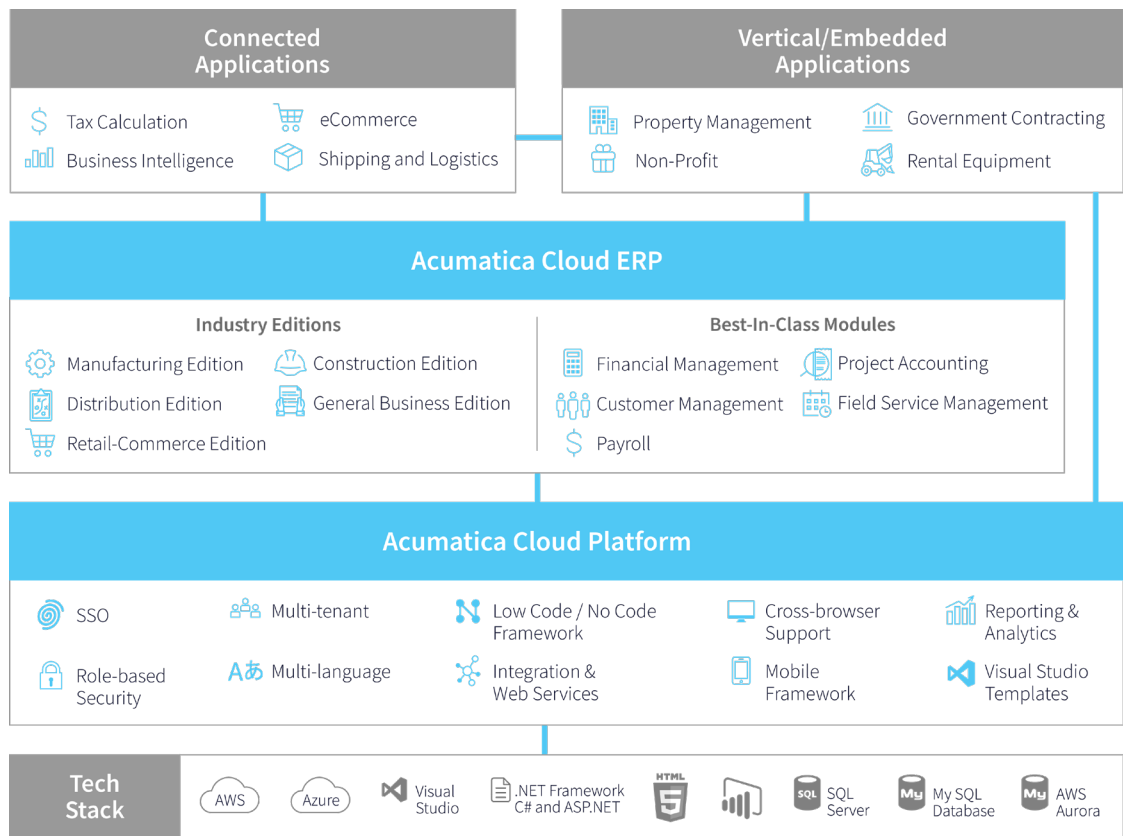 Connected
Applications
Vertical/Embedded
Applications
Tax Calculation
eCommerce
Business Intelligence
Shipping and Logistics
Property Management
Government Contracting
Non-Profit
Rental Equipment
Acumatica Cloud ERP
Industry Editions
Manufacturing Edition
Construction Edition
Distribution Edition
General Business Edition
Retail-Commerce Edition
Best-In-Class Modules
Financial Management
Project Accounting
Customer Management
Field Service Management
Payroll
Acumatica Cloud Platform
SSO
Multi-tenant
Low Code / No Code
Framework
Cross-browser
Support
Reporting &
Analytics
Role-based
Security
Aあ
Multi-language
Integration &
Web Services
Mobile
Framework
Visual Studio
Templates
Tech
Stack
AWS
Azure
Visual
Studio
.NET Framework
C# and ASP.NET
HTML
5
SQL
SQL
Server
My
My SQL
Database
My
AWS
Aurora